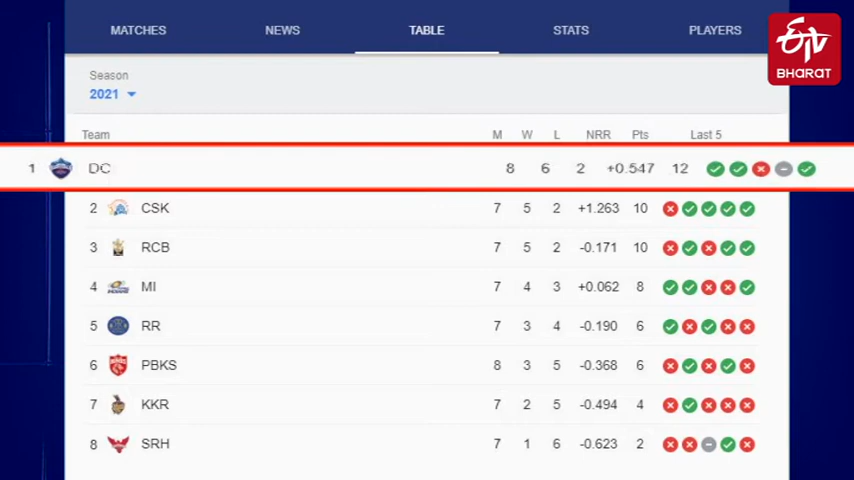 MATCHES NEWS TABLE STATS PLAYERS
ETV
BHARAT
Season
2021
Team M W L NRR Pts Last 5
1 DC 8 6 2 +0.547 12
2 CSK 7 5 2 +1.263 10
3 RCB 7 5 2 -0.171 10
4 MI 7 4 3 +0.062 8
5 RR 7 3 4 -0.190 6
6 PBKS 8 3 5 -0.368 6
7 KKR 7 2 5 -0.494 4
8 SRH 7 1 6 -0.623 2